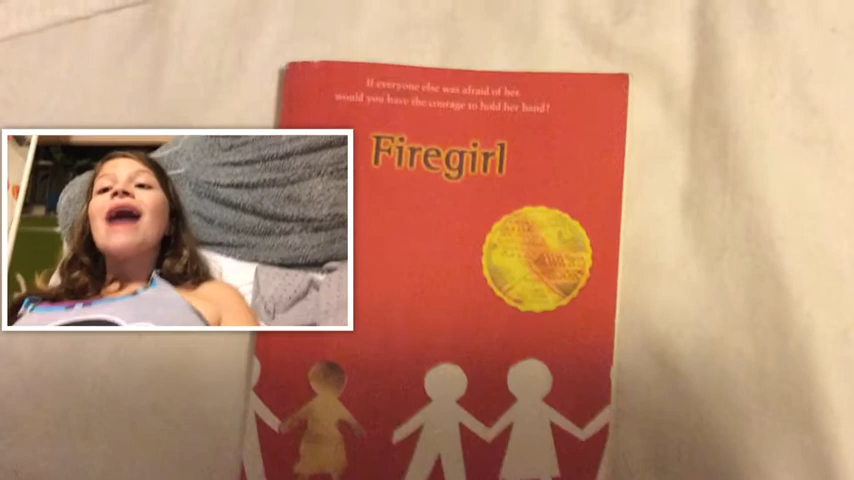 If everyone else was afraid of her,
would you have the courage to hold her hand?
Firegirl